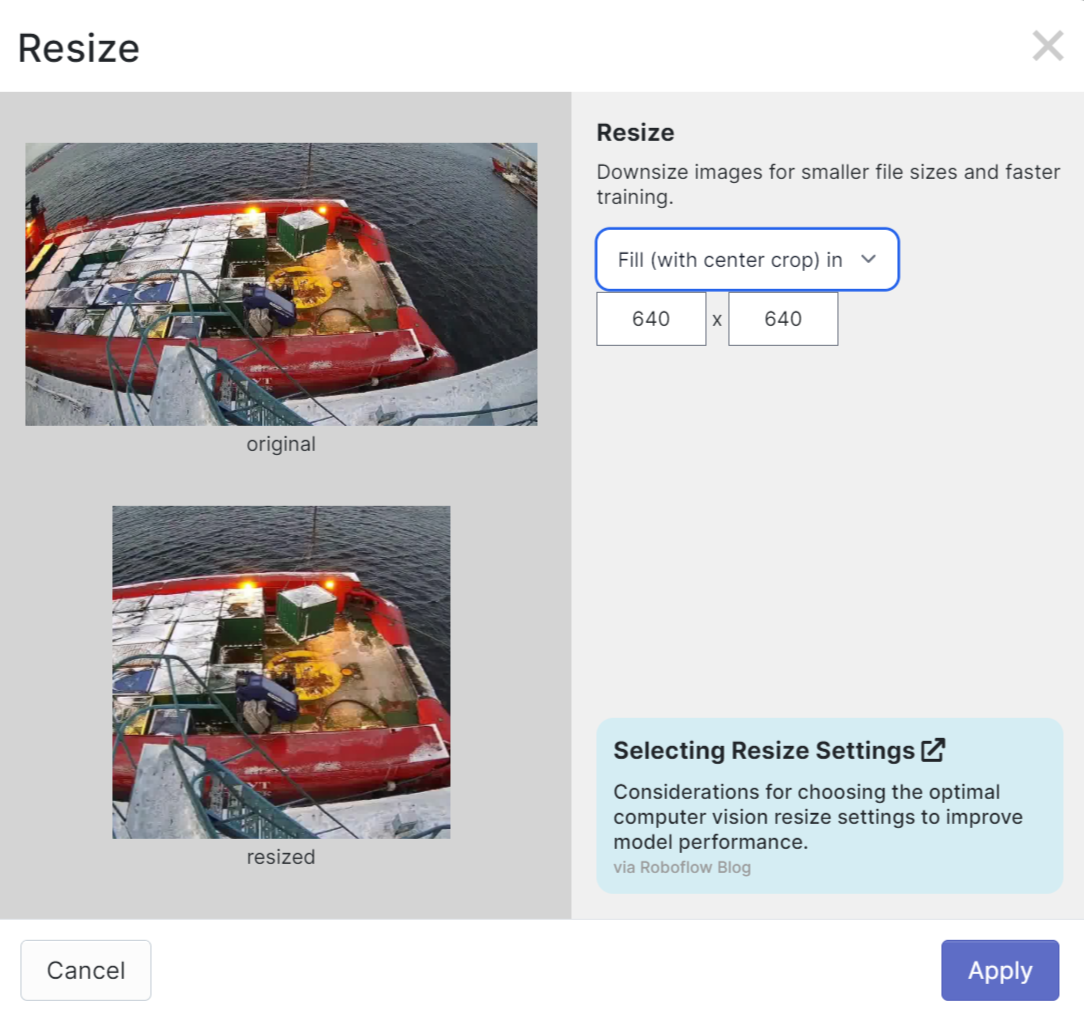 Resize
Resize
Downsize images for smaller file sizes and faster
training.
Fill (with center crop) in
640 x 640
original
resized
Selecting Resize Settings
Considerations for choosing the optimal
computer vision resize settings to improve
model performance.
via Roboflow Blog
Cancel
Apply